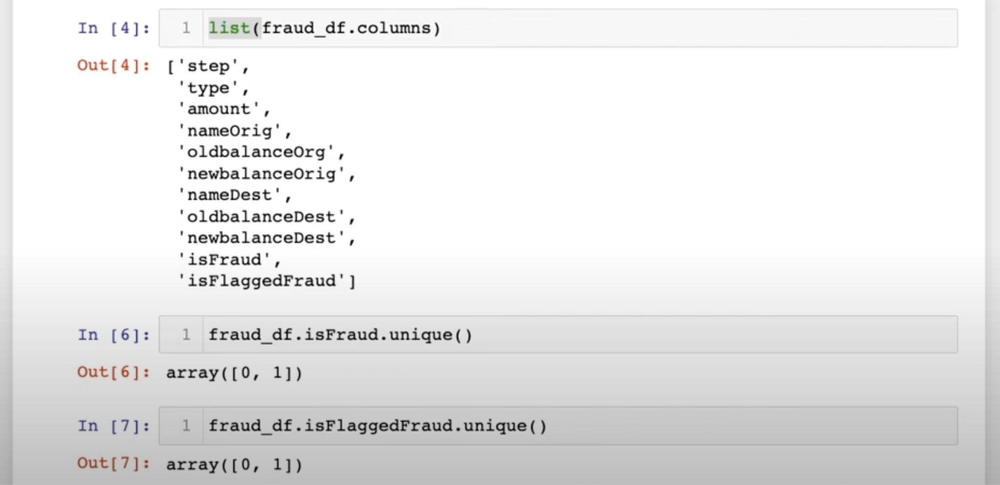 In [4]: 1 list(fraud_df.columns)
Out[4]: ['step',
'type',
'amount',
'nameOrig',
'oldbalanceOrg',
'newbalanceOrig',
'nameDest',
'oldbalanceDest',
'newbalanceDest',
'isFraud',
'isFlaggedFraud']
In [6]: 1 fraud_df.isFraud.unique()
Out[6]: array([0, 1])
In [7]: 1 fraud_df.isFlaggedFraud.unique()
Out[7]: array([0, 1])